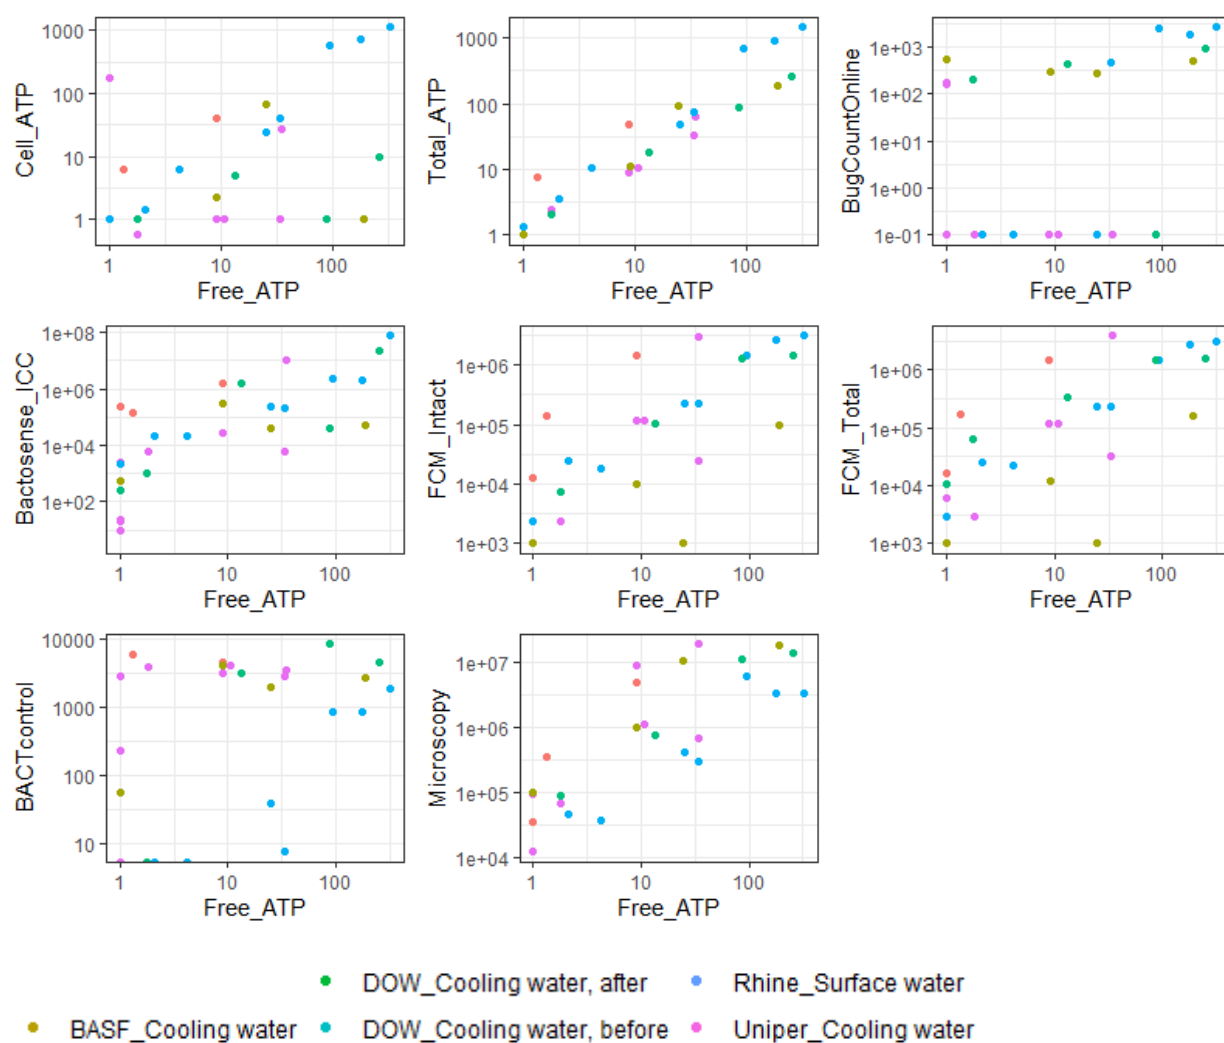 Cell_ATP
1000
100
10
1
1
10
100
Free_ATP
Total_ATP
1000
100
10
1
1
10
100
Free_ATP
BugCountOnline
1e+03
1e+02
1e+01
1e+00
1e-01
1
10
100
Free_ATP
Bactosense_ICC
1e+08
1e+06
1e+04
1e+02
1
10
100
Free_ATP
FCM_Intact
1e+06
1e+05
1e+04
1e+03
1
10
100
Free_ATP
FCM_Total
1e+06
1e+05
1e+04
1e+03
1
10
100
Free_ATP
BACTcontrol
10000
1000
100
10
1
10
100
Free_ATP
Microscopy
1e+07
1e+06
1e+05
1e+04
1
10
100
Free_ATP
DOW_Cooling water, after
Rhine_Surface water
BASF_Cooling water
DOW_Cooling water, before
Uniper_Cooling water